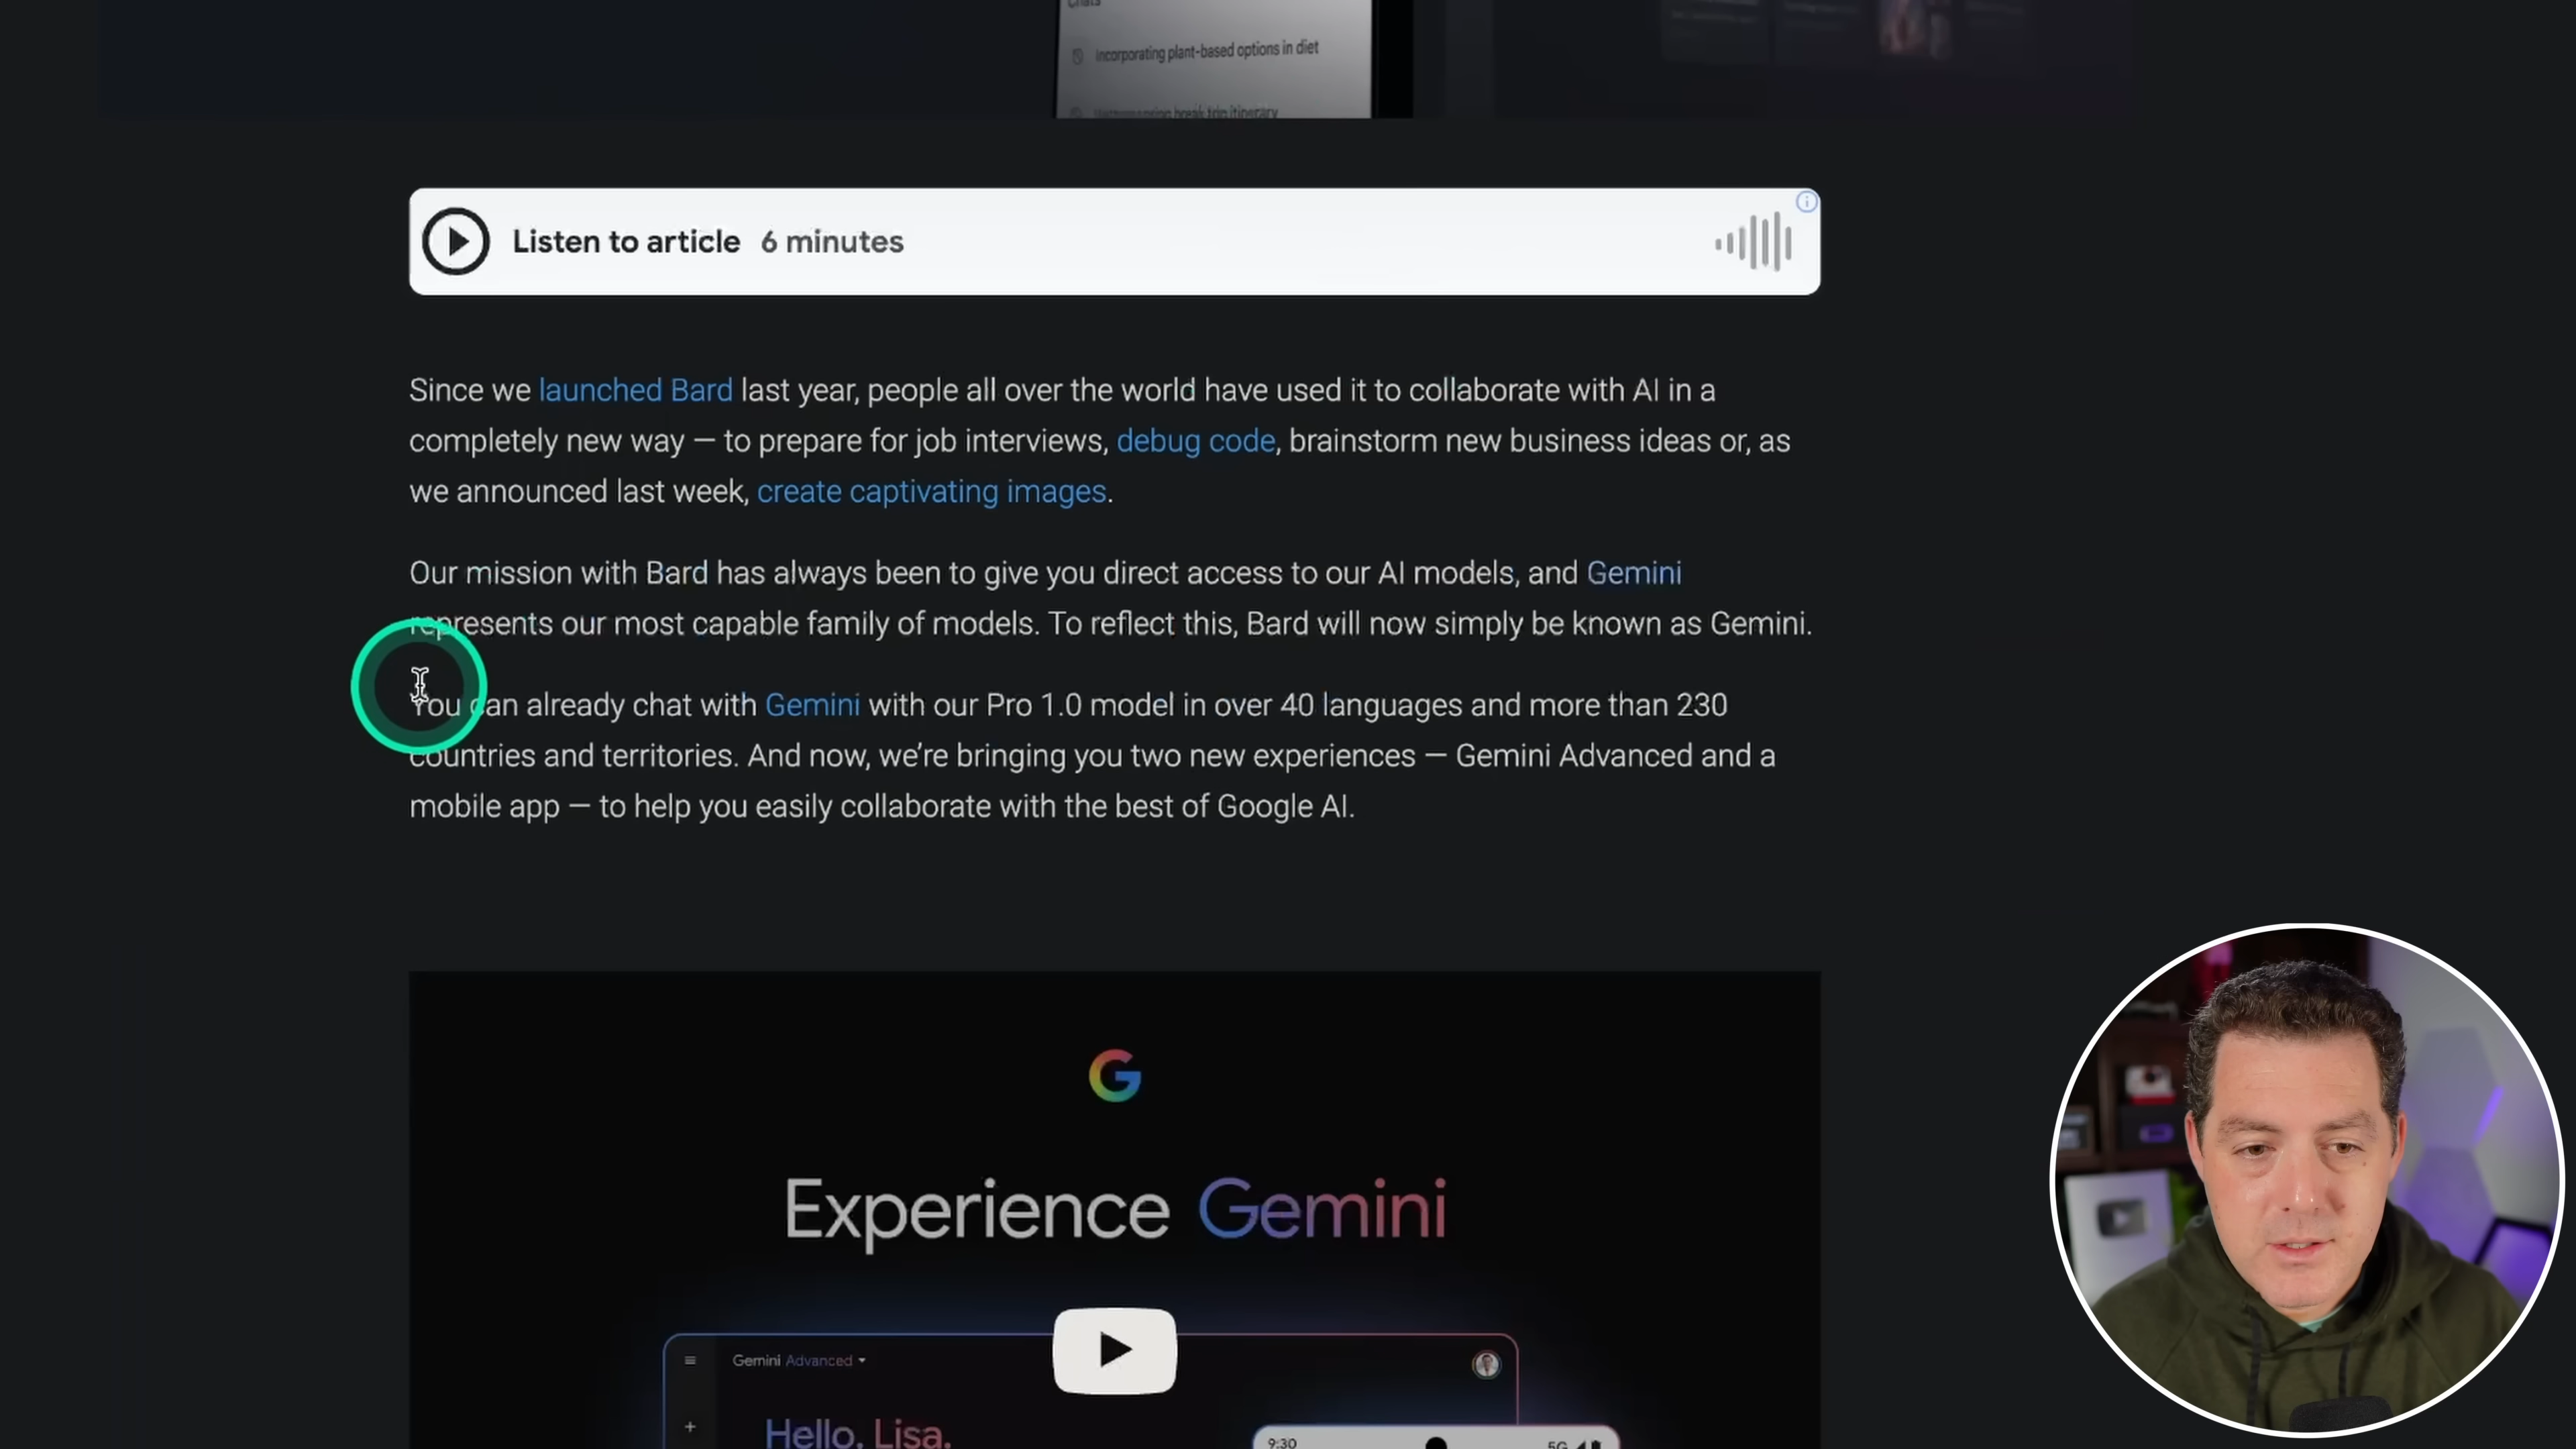 Chats
Incorporating plant-based options in diet
break trip itinerary
Listen to article 6 minutes
Since we launched Bard last year, people all over the world have used it to collaborate with AI in a
completely new way — to prepare for job interviews, debug code, brainstorm new business ideas or, as
we announced last week, create captivating images.
Our mission with Bard has always been to give you direct access to our AI models, and Gemini
represents our most capable family of models. To reflect this, Bard will now simply be known as Gemini.
You can already chat with Gemini with our Pro 1.0 model in over 40 languages and more than 230
countries and territories. And now, we’re bringing you two new experiences — Gemini Advanced and a
mobile app — to help you easily collaborate with the best of Google AI.
Experience Gemini
Gemini Advanced
Hello, Lisa.
9:30 5G